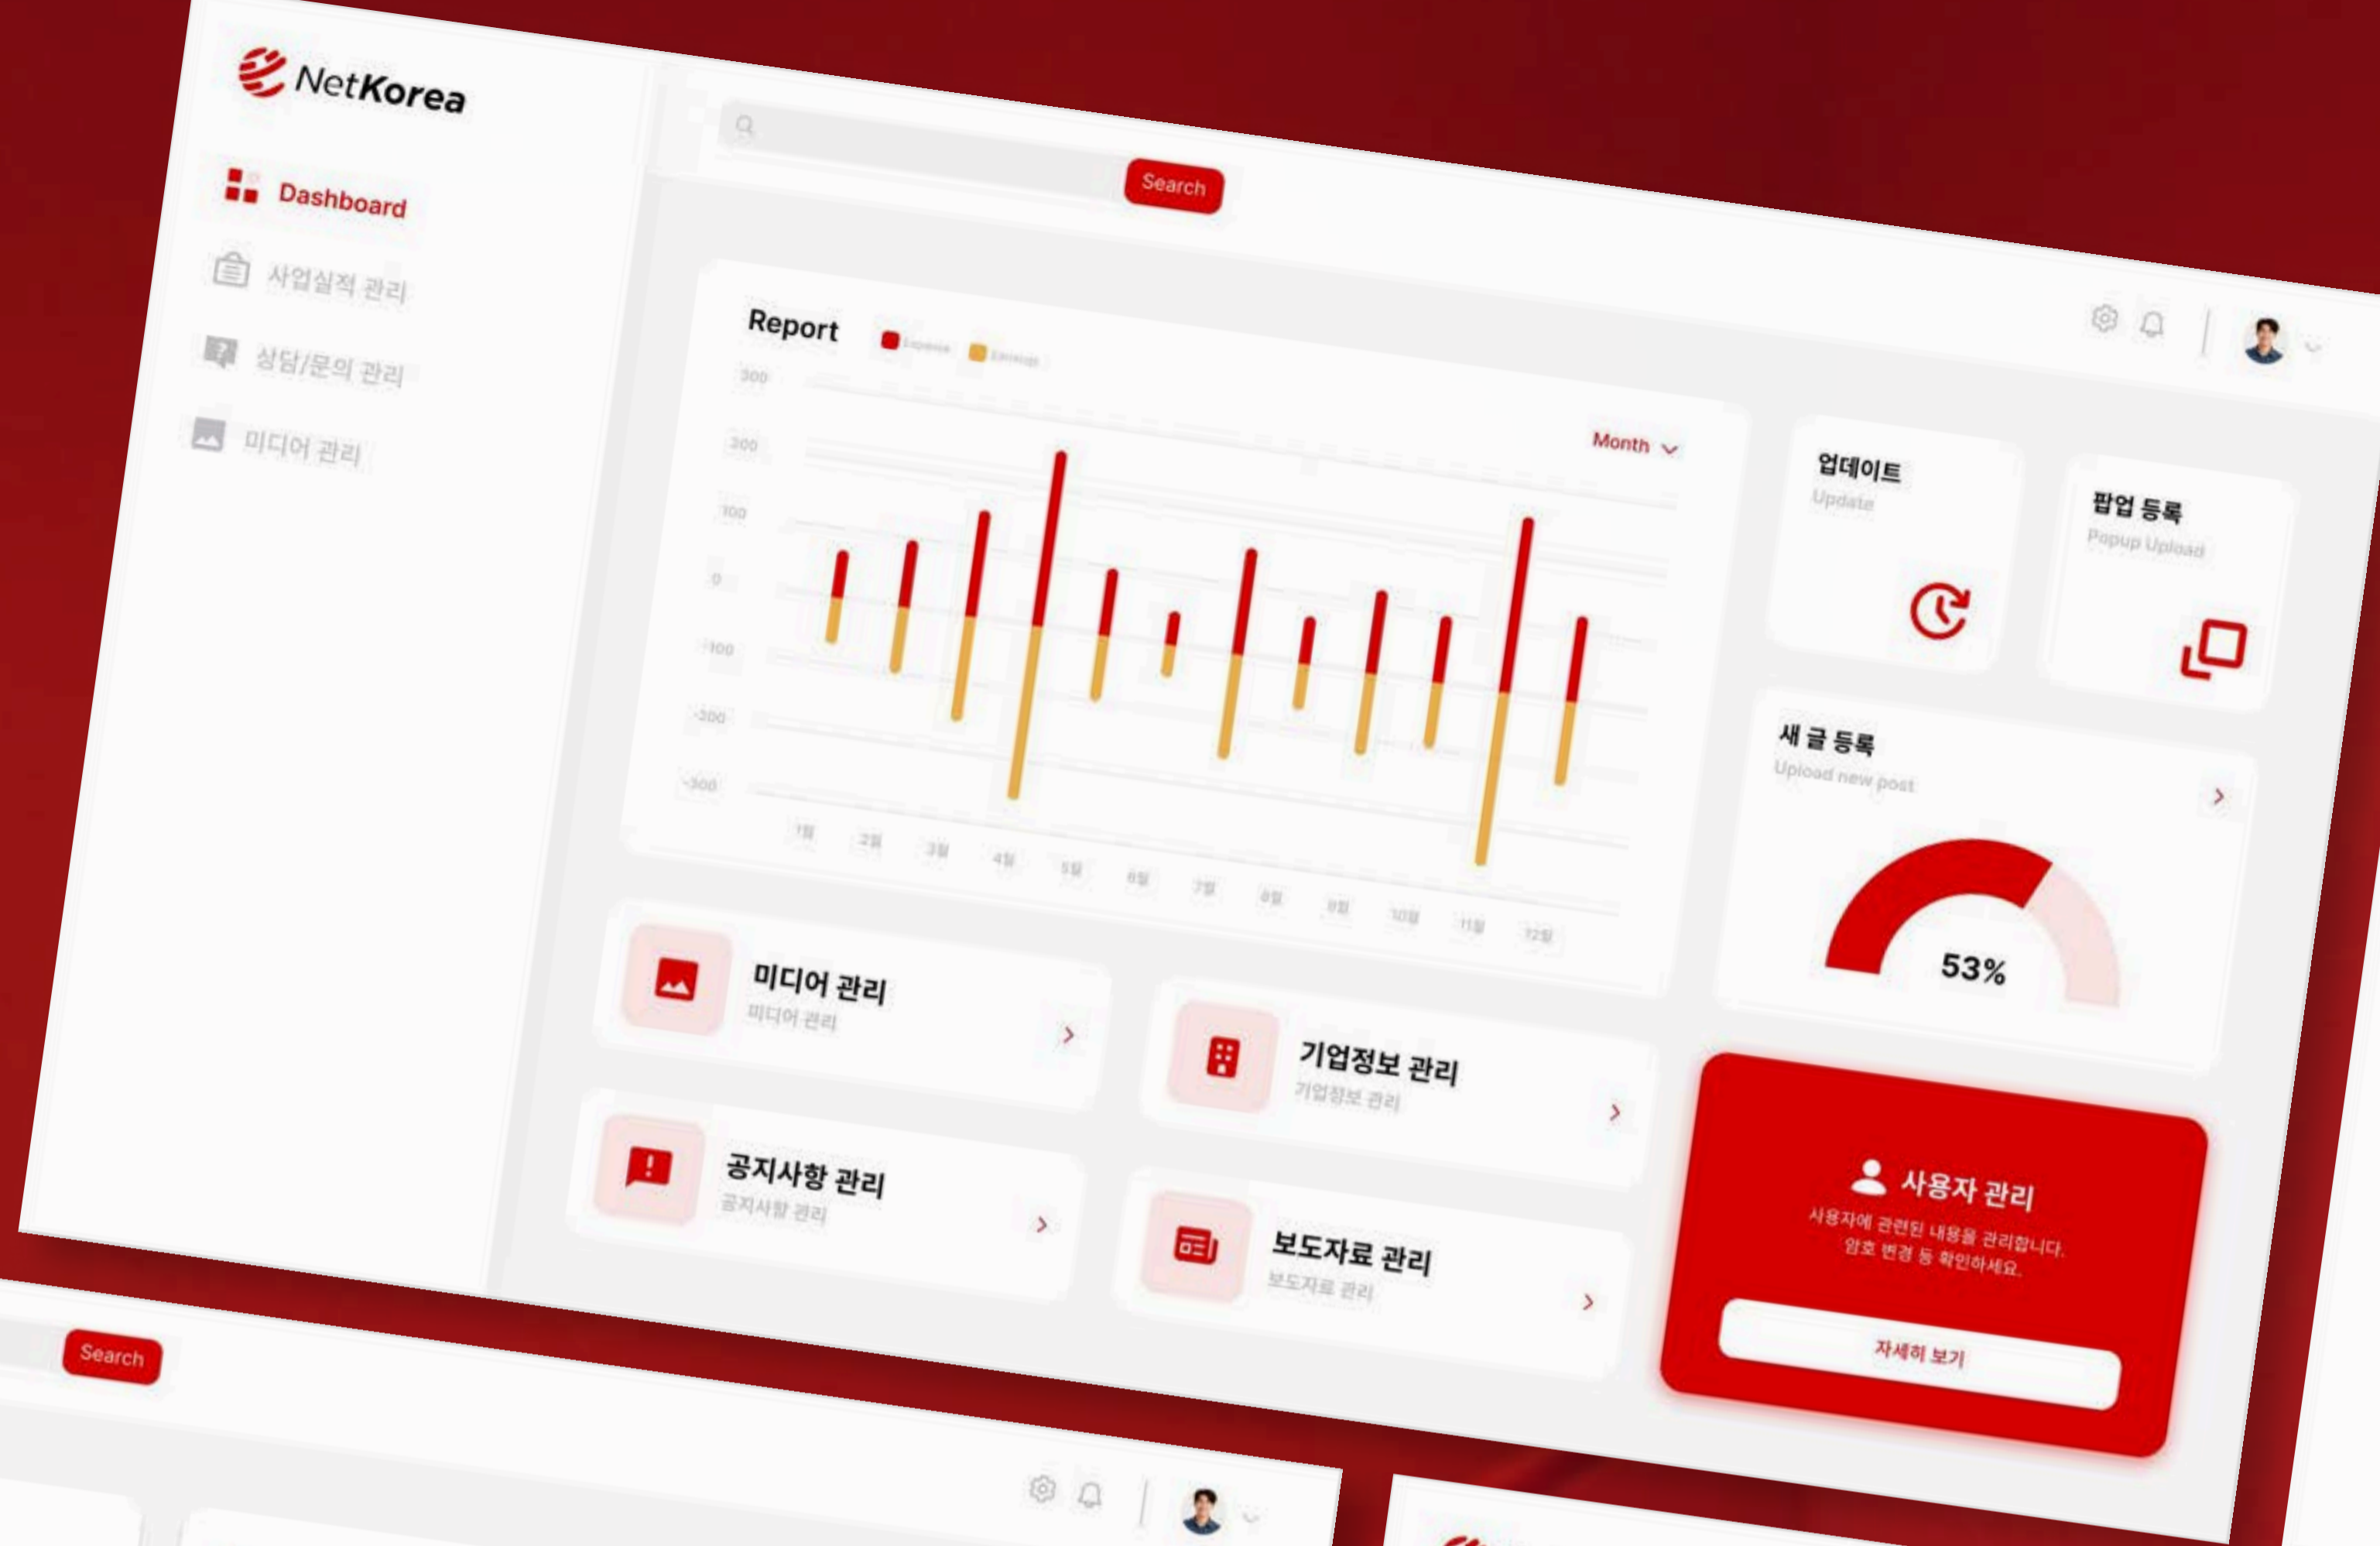 NetKorea
Dashboard
사업실적 관리
상담/문의 관리
미디어 관리
Search
Report
Expense
Earnings
Month
300
200
100
0
-100
-200
-300
1월
2월
3월
4월
5월
6월
7월
8월
9월
10월
11월
12월
업데이트
Update
팝업 등록
Popup Upload
새 글 등록
Upload new post
53%
미디어 관리
미디어 관리
기업정보 관리
기업정보 관리
공지사항 관리
공지사항 관리
보도자료 관리
보도자료 관리
사용자 관리
사용자에 관련된 내용을 관리합니다.
암호 변경 등 확인하세요.
자세히 보기
Search